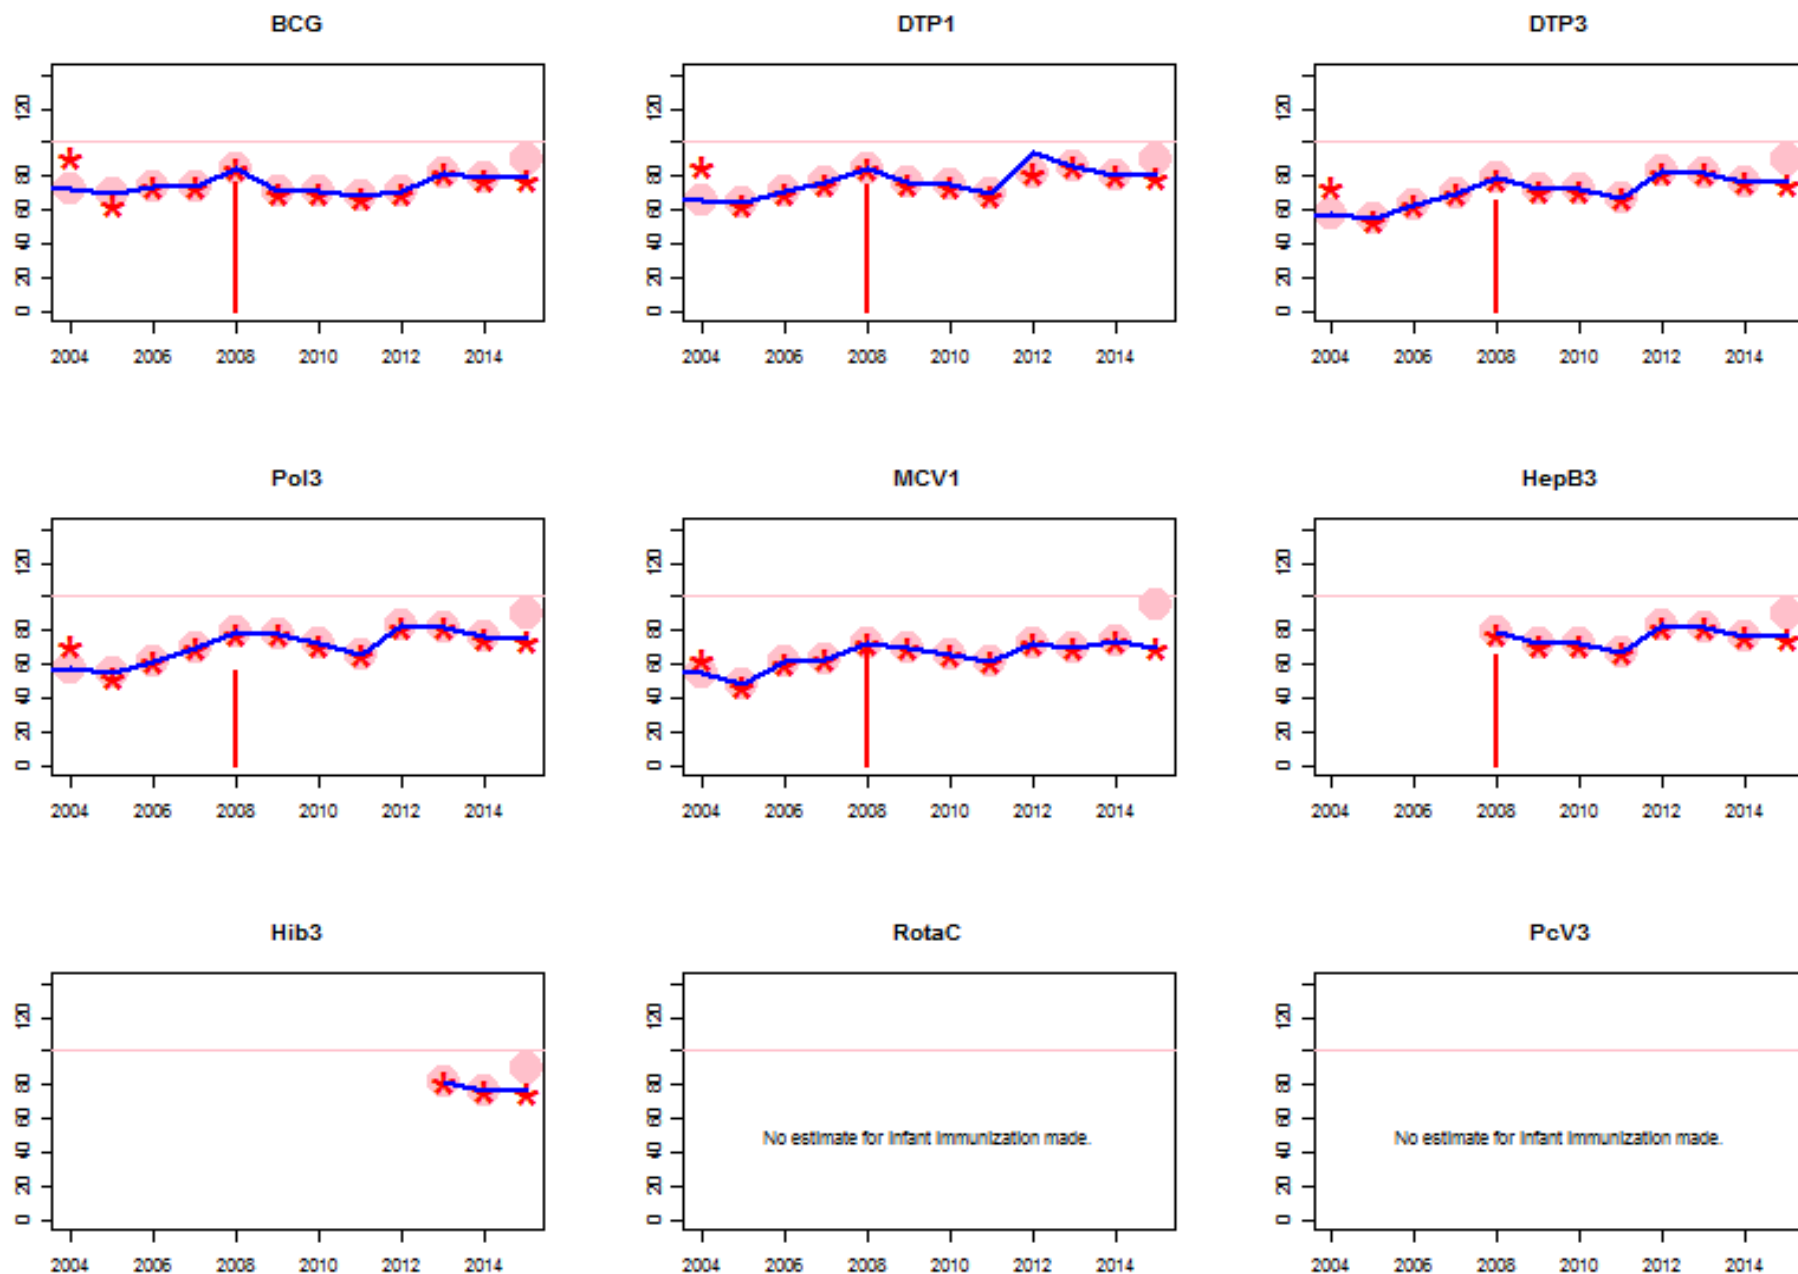 BCG DTP1 DTP3
120 120 120
80 80 80
60 60 60
40 40 40
20 20 20
0 0 0
2004 2006 2008 2010 2012 2014 2004 2006 2008 2010 2012 2014 2004 2006 2008 2010 2012 2014
Pol3 MCV1 HepB3
120 120 120
80 80 80
60 60 60
40 40 40
20 20 20
0 0 0
2004 2006 2008 2010 2012 2014 2004 2006 2008 2010 2012 2014 2004 2006 2008 2010 2012 2014
Hib3 RotaC PcV3
120 120 120
80 80 80
60 60 60
No estimate for infant immunization made. No estimate for infant immunization made.
40 40 40
20 20 20
0 0 0
2004 2006 2008 2010 2012 2014 2004 2006 2008 2010 2012 2014 2004 2006 2008 2010 2012 2014